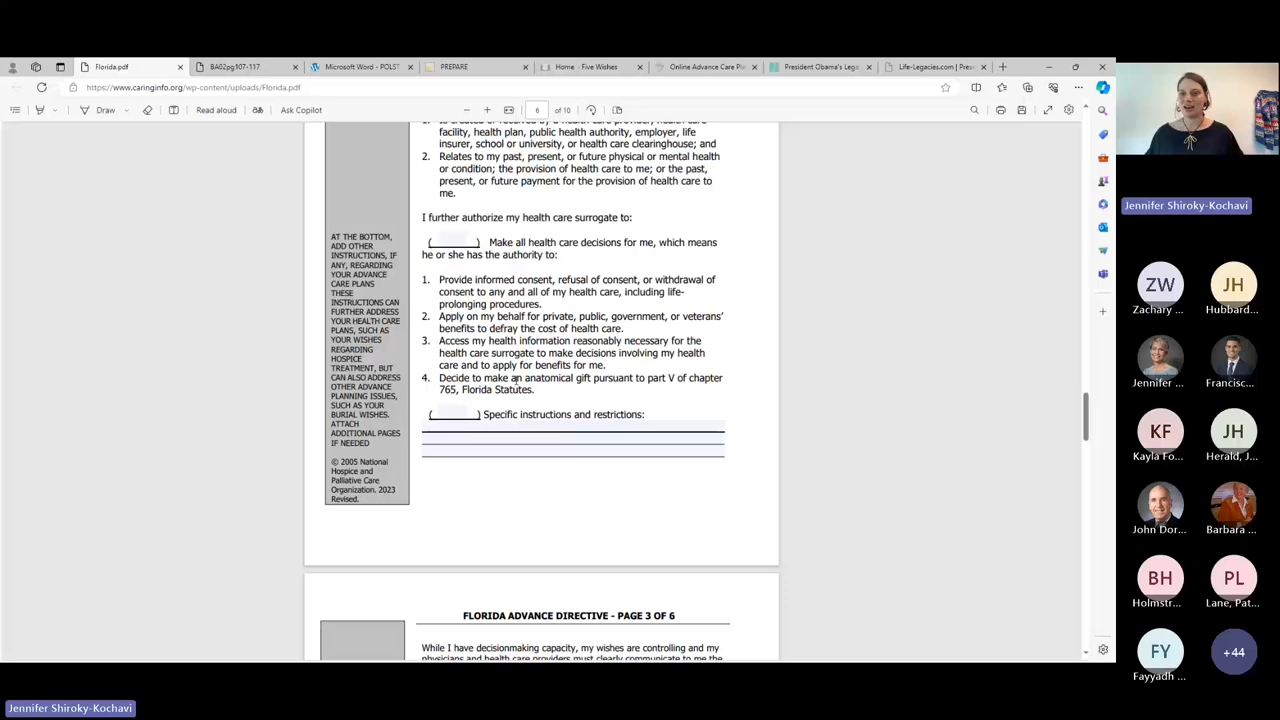 Florida.pdf
BA02pg107-117
Microsoft Word - POLST
PREPARE
Home - Five Wishes
Online Advance Care Pla
President Obama's Lega
Life-Legacies.com | Pres
https://www.caringinfo.org/wp-content/uploads/Florida.pdf
Draw
Read aloud
Ask Copilot
6 of 10
facility, health plan, public health authority, employer, life
insurer, school or university, or health care clearinghouse; and
2. Relates to my past, present, or future physical or mental health
or condition; the provision of health care to me; or the past,
present, or future payment for the provision of health care to
me.
I further authorize my health care surrogate to:
( ) Make all health care decisions for me, which means
he or she has the authority to:
1. Provide informed consent, refusal of consent, or withdrawal of
consent to any and all of my health care, including life-
prolonging procedures.
2. Apply on my behalf for private, public, government, or veterans'
benefits to defray the cost of health care.
3. Access my health information reasonably necessary for the
health care surrogate to make decisions involving my health
care and to apply for benefits for me.
4. Decide to make an anatomical gift pursuant to part V of chapter
765, Florida Statutes.
( ) Specific instructions and restrictions:
AT THE BOTTOM,
ADD OTHER
INSTRUCTIONS, IF
ANY, REGARDING
YOUR ADVANCE
CARE PLANS
THESE
INSTRUCTIONS CAN
FURTHER ADDRESS
YOUR HEALTH CARE
PLANS, SUCH AS
YOUR WISHES
REGARDING
HOSPICE
TREATMENT, BUT
CAN ALSO ADDRESS
OTHER ADVANCE
PLANNING ISSUES,
SUCH AS YOUR
BURIAL WISHES.
ATTACH
ADDITIONAL PAGES
IF NEEDED
© 2005 National
Hospice and
Palliative Care
Organization. 2023
Revised.
FLORIDA ADVANCE DIRECTIVE - PAGE 3 OF 6
While I have decisionmaking capacity, my wishes are controlling and my
physicians and health care providers must clearly communicate to me the
Jennifer Shiroky-Kochavi
ZW
JH
Zachary ...
Hubbard...
Jennifer ...
Francisc...
KF
JH
Kayla Fo...
Herald, J...
John Dor...
Barbara ...
BH
PL
Holmstr...
Lane, Pat...
FY
+44
Fayyadh ...
Jennifer Shiroky-Kochavi